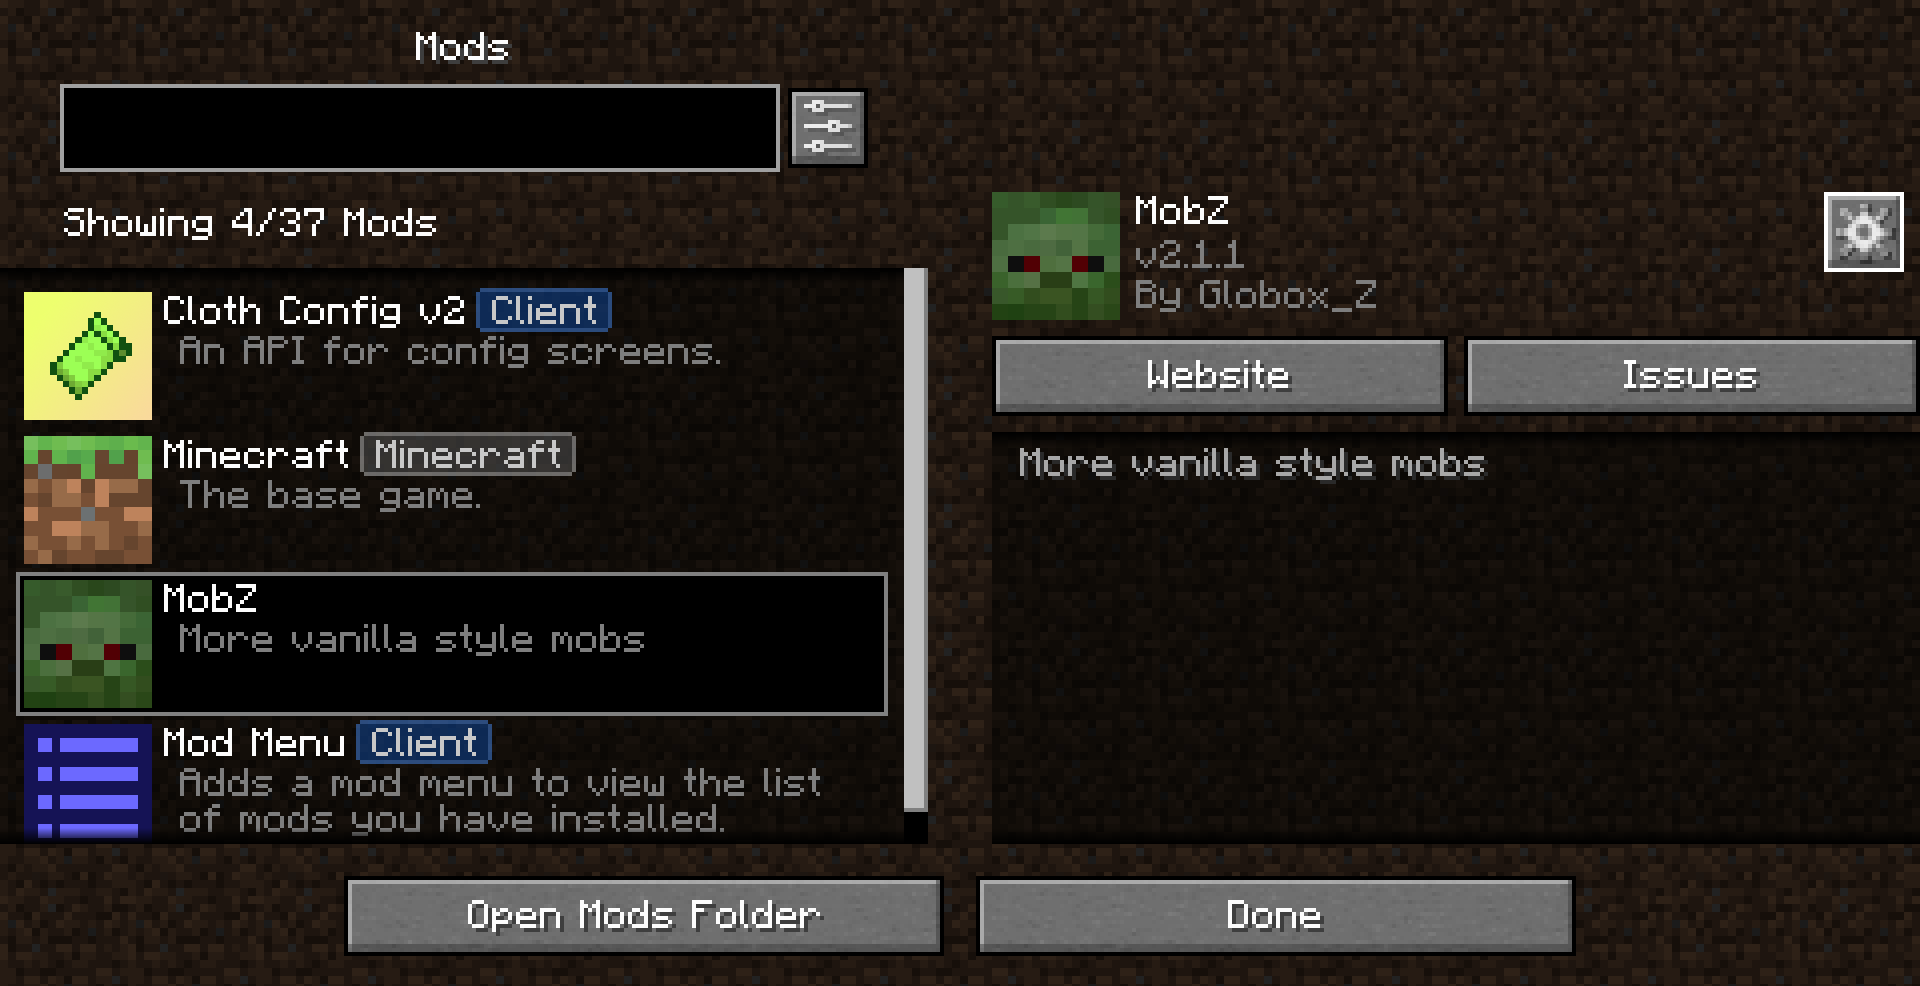 Mods
Showing 4/37 Mods
Cloth Config v2 Client
An API for config screens.
Minecraft Minecraft
The base game.
MobZ
More vanilla style mobs
Mod Menu Client
Adds a mod menu to view the list
of mods you have installed.
MobZ
v2.1.1
By Globox_Z
Website Issues
More vanilla style mobs
Open Mods Folder Done